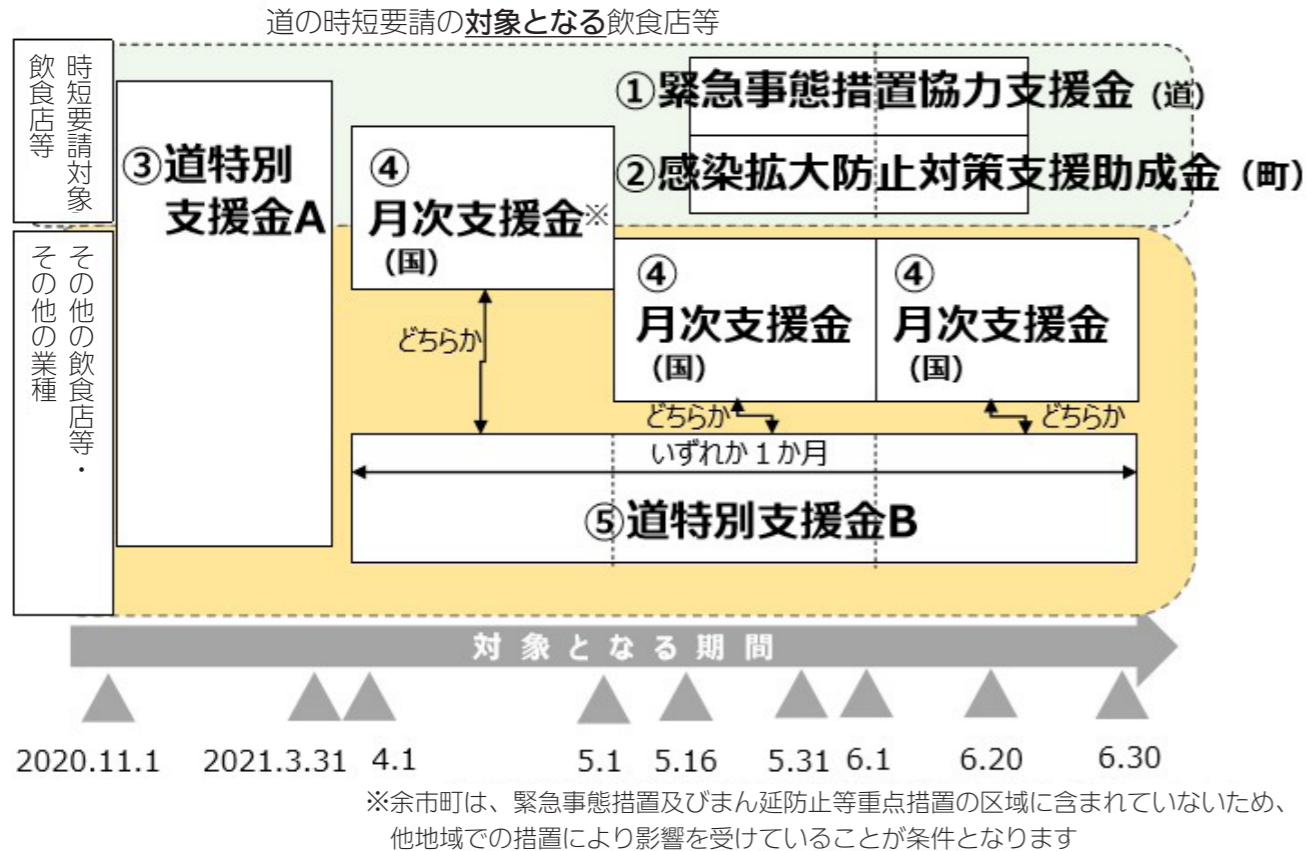 道の時短要請の対象となる飲食店等
時短要請対象
飲食店等
①緊急事態措置協力支援金 (道)
②感染拡大防止対策支援助成金 (町)
③道特別
支援金A
④
月次支援金※
(国)
その他の飲食店等・
その他の業種
④
月次支援金
(国)
④
月次支援金
(国)
どちらか
どちらか
どちらか
いずれか1か月
⑤道特別支援金B
対象となる期間
2020.11.1 2021.3.31 4.1 5.1 5.16 5.31 6.1 6.20 6.30
※余市町は、緊急事態措置及びまん延防止等重点措置の区域に含まれていないため、
他地域での措置により影響を受けていることが条件となります